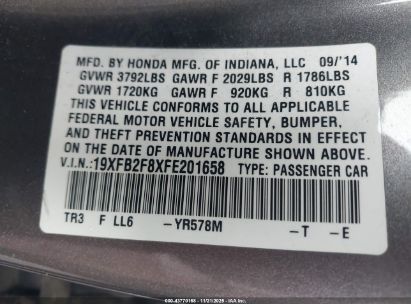 MFD. BY HONDA MFG. OF INDIANA, LLC 09/'14
GVWR 3792LBS GAWR F 2029LBS R 1786LBS
GVWR 1720KG GAWR F 920KG R 810KG
THIS VEHICLE CONFORMS TO ALL APPLICABLE
FEDERAL MOTOR VEHICLE SAFETY, BUMPER,
AND THEFT PREVENTION STANDARDS IN EFFECT
ON THE DATE OF MANUFACTURE SHOWN ABOVE.
V.I.N.: 19XFB2F8XFE201658 TYPE: PASSENGER CAR
TR3 F LL6 -YR578M -T -E